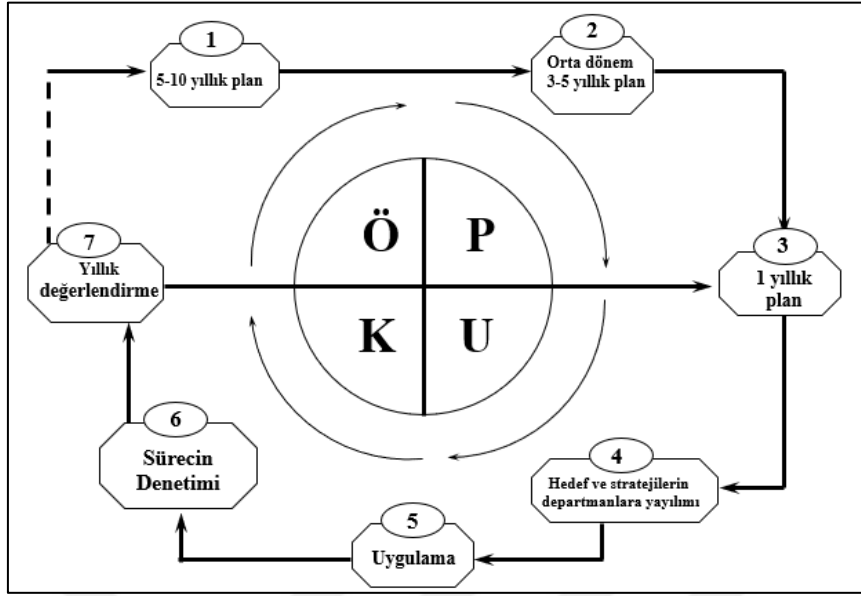 1
5-10 yıllık plan
2
Orta dönem
3-5 yıllık plan
3
1 yıllık
plan
4
Hedef ve stratejilerin
departmanlara yayılımı
5
Uygulama
6
Sürecin
Denetimi
7
Yıllık
değerlendirme
Ö P
K U